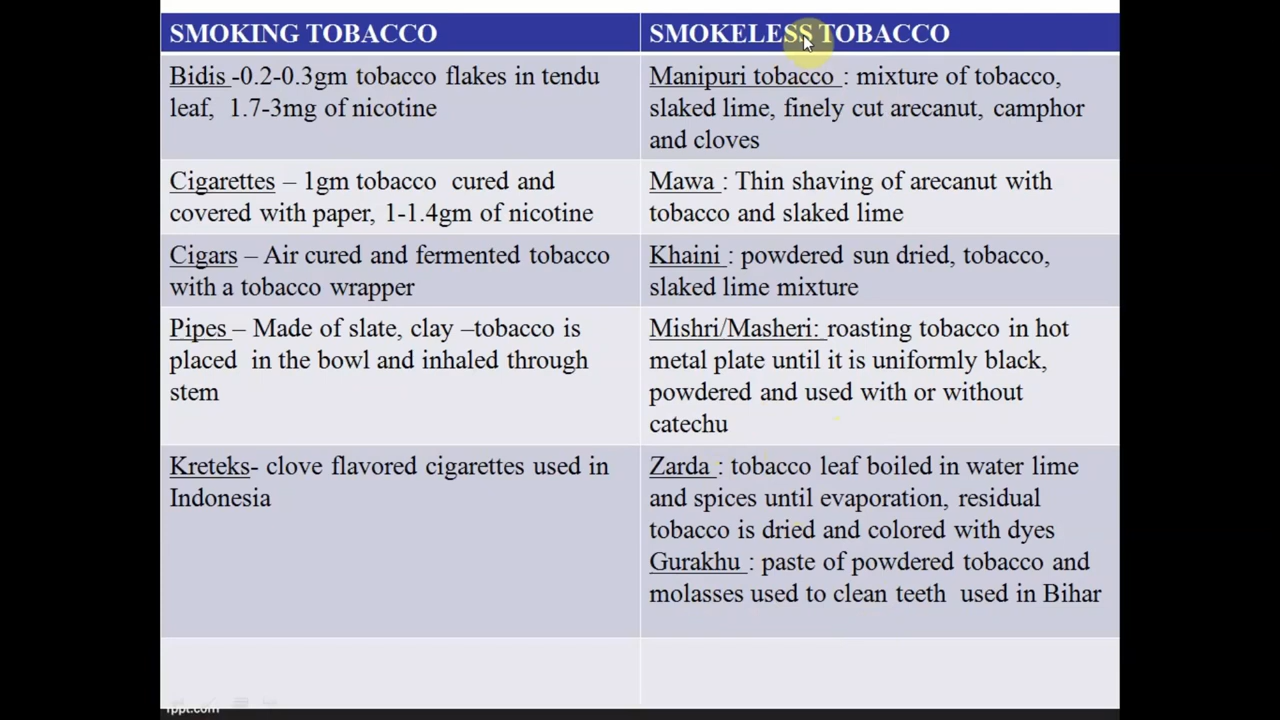 SMOKING TOBACCO
SMOKELESS TOBACCO
Bidis -0.2-0.3gm tobacco flakes in tendu
leaf, 1.7-3mg of nicotine
Manipuri tobacco : mixture of tobacco,
slaked lime, finely cut arecanut, camphor
and cloves
Cigarettes – 1gm tobacco cured and
covered with paper, 1-1.4gm of nicotine
Mawa : Thin shaving of arecanut with
tobacco and slaked lime
Cigars – Air cured and fermented tobacco
with a tobacco wrapper
Khaini : powdered sun dried, tobacco,
slaked lime mixture
Pipes – Made of slate, clay –tobacco is
placed in the bowl and inhaled through
stem
Mishri/Masheri: roasting tobacco in hot
metal plate until it is uniformly black,
powdered and used with or without
catechu
Kreteks- clove flavored cigarettes used in
Indonesia
Zarda : tobacco leaf boiled in water lime
and spices until evaporation, residual
tobacco is dried and colored with dyes
Gurakhu : paste of powdered tobacco and
molasses used to clean teeth used in Bihar